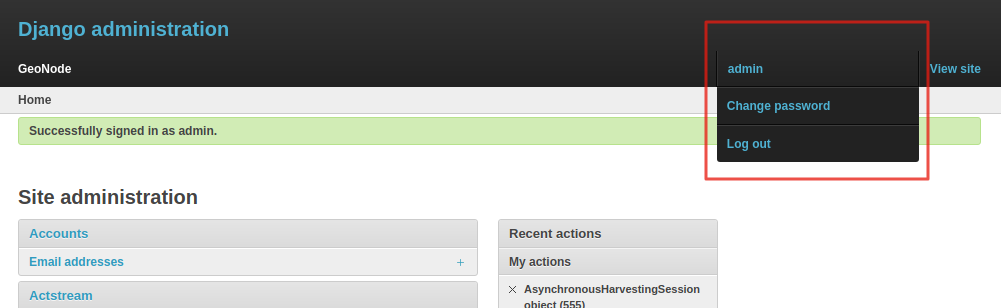 Django administration
GeoNode
admin
View site
Change password
Log out
Home
Successfully signed in as admin.
Site administration
Accounts
Email addresses
+
Actstream
Recent actions
My actions
AsynchronousHarvestingSession
object (555)